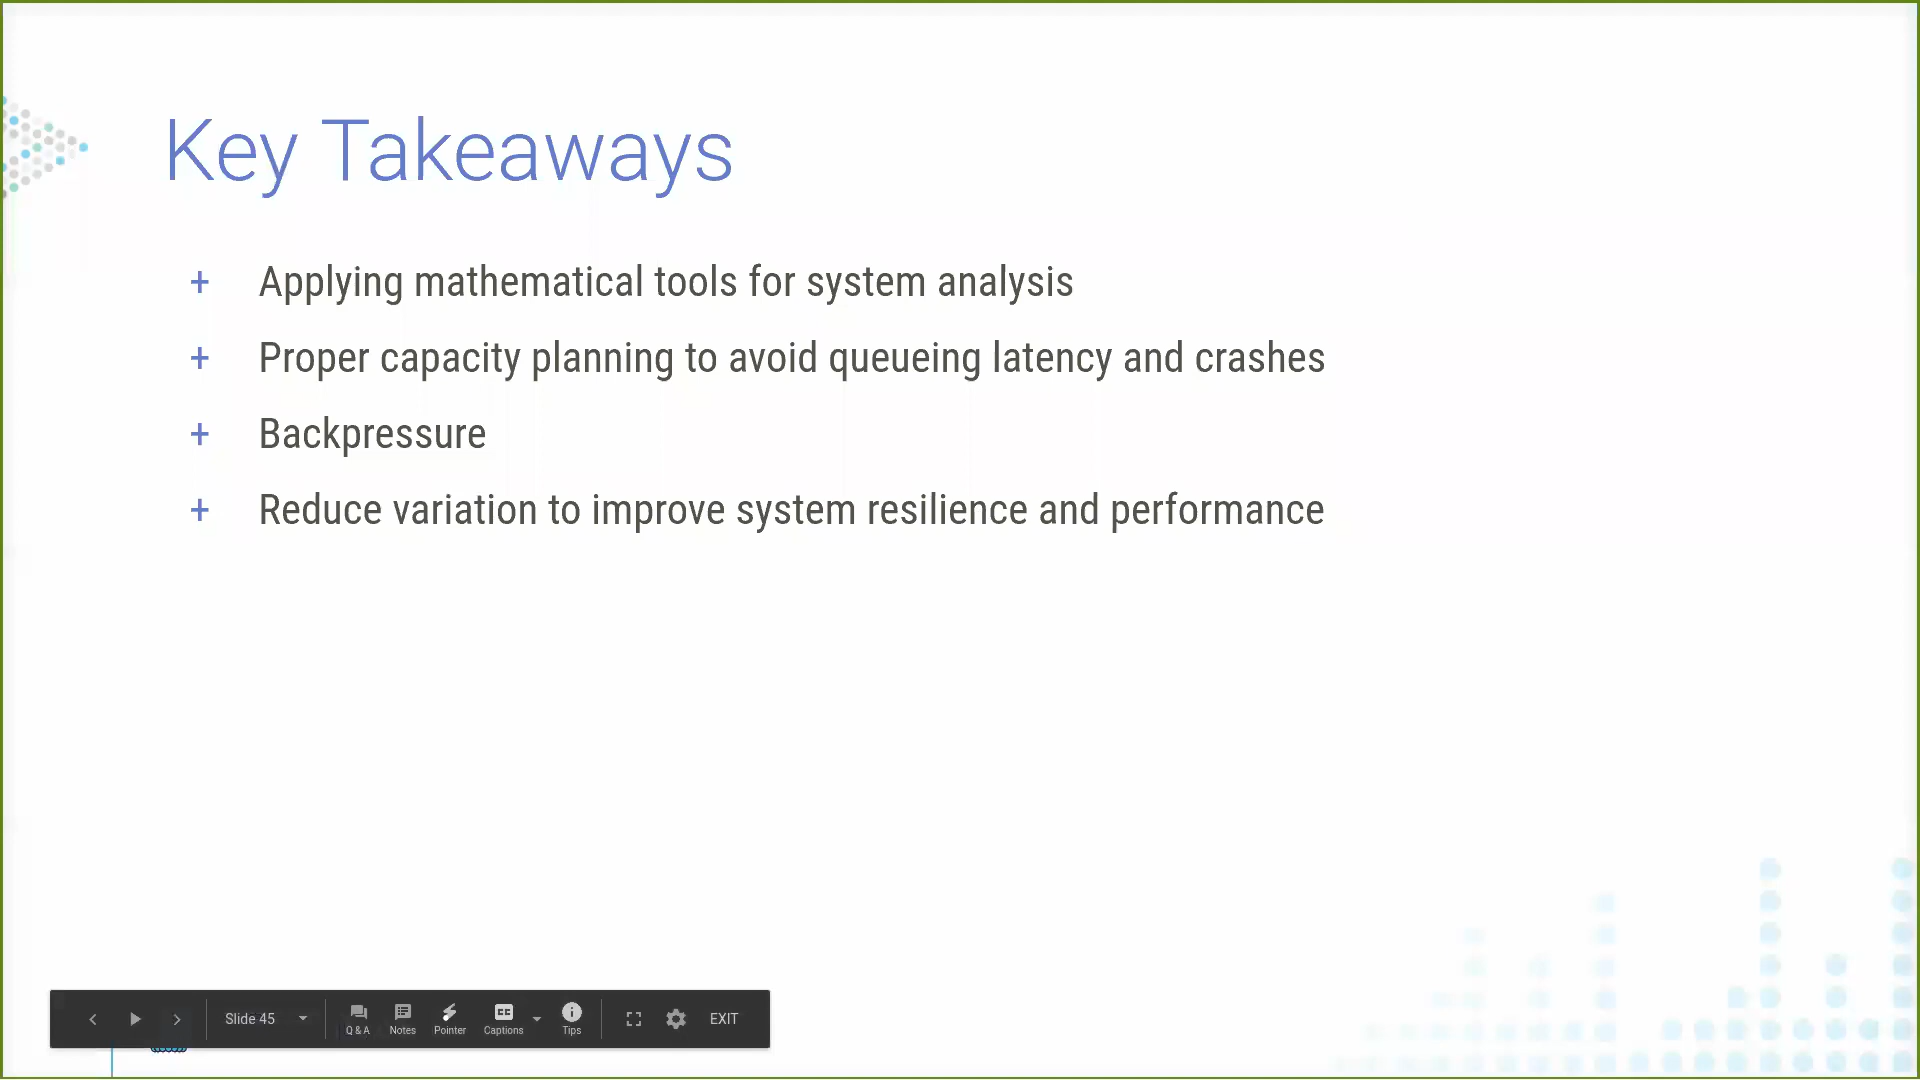 Key Takeaways
+ Applying mathematical tools for system analysis
+ Proper capacity planning to avoid queueing latency and crashes
+ Backpressure
+ Reduce variation to improve system resilience and performance
Slide 45
Q & A
Notes
Pointer
CC
Captions
Tips
EXIT